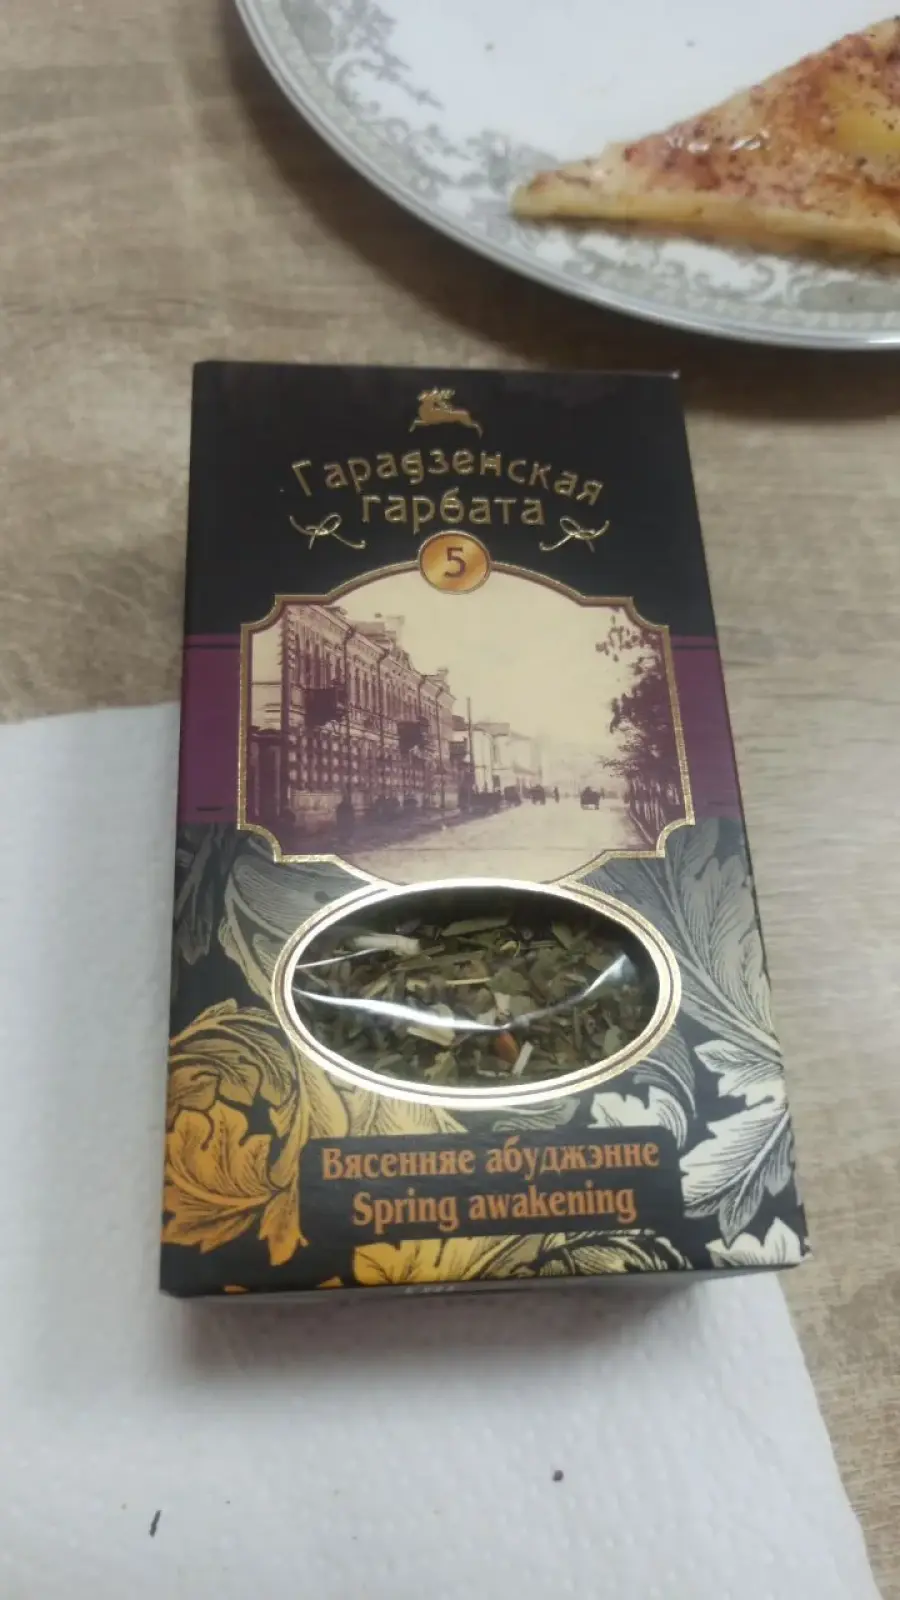 Гарадзенская
гарбата
5
Вясенняе абуджэнне
Spring awakening